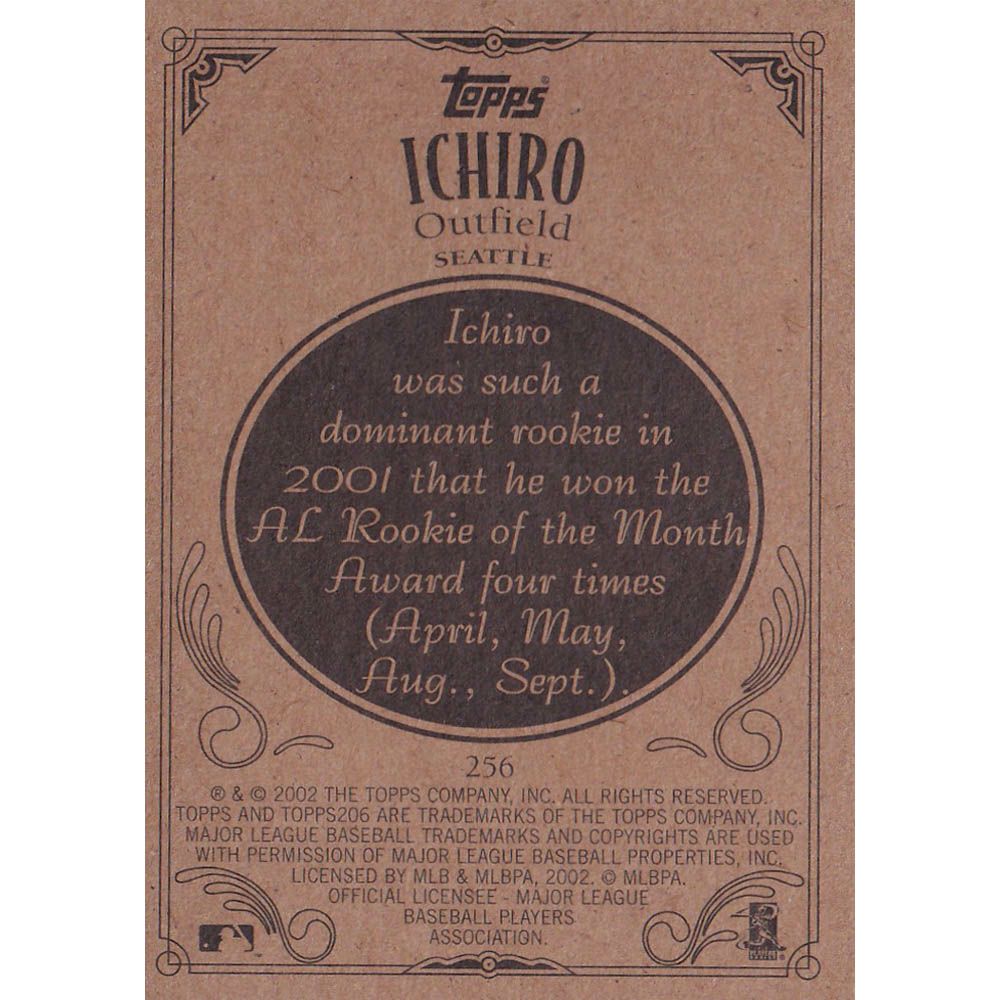 Topps®
ICHIRO
Outfield
SEATTLE
Ichiro
was such a
dominant rookie in
2001 that he won the
AL Rookie of the Month
Award four times
(April, May,
Aug., Sept.).
256
® & © 2002 THE TOPPS COMPANY, INC. ALL RIGHTS RESERVED.
TOPPS AND TOPPS206 ARE TRADEMARKS OF THE TOPPS COMPANY, INC.
MAJOR LEAGUE BASEBALL TRADEMARKS AND COPYRIGHTS ARE USED
WITH PERMISSION OF MAJOR LEAGUE BASEBALL PROPERTIES, INC.
LICENSED BY MLB & MLBPA, 2002. © MLBPA.
OFFICIAL LICENSEE - MAJOR LEAGUE
BASEBALL PLAYERS
ASSOCIATION.